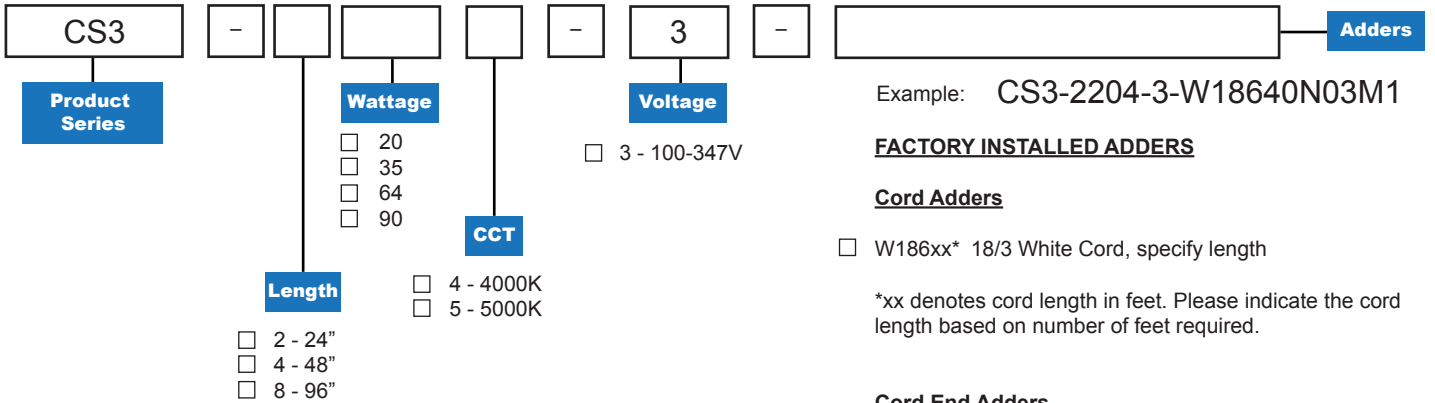 CS3 - - 3 - Adders
Product Series
Wattage
☐ 20
☐ 35
☐ 64
☐ 90
Voltage
☐ 3 - 100-347V
CCT
☐ 4 - 4000K
☐ 5 - 5000K
Length
☐ 2 - 24”
☐ 4 - 48”
☐ 8 - 96”
Example: CS3-2204-3-W18640N03M1
FACTORY INSTALLED ADDERS
Cord Adders
☐ W186xx* 18/3 White Cord, specify length
*xx denotes cord length in feet. Please indicate the cord
length based on number of feet required.
Cord End Adders